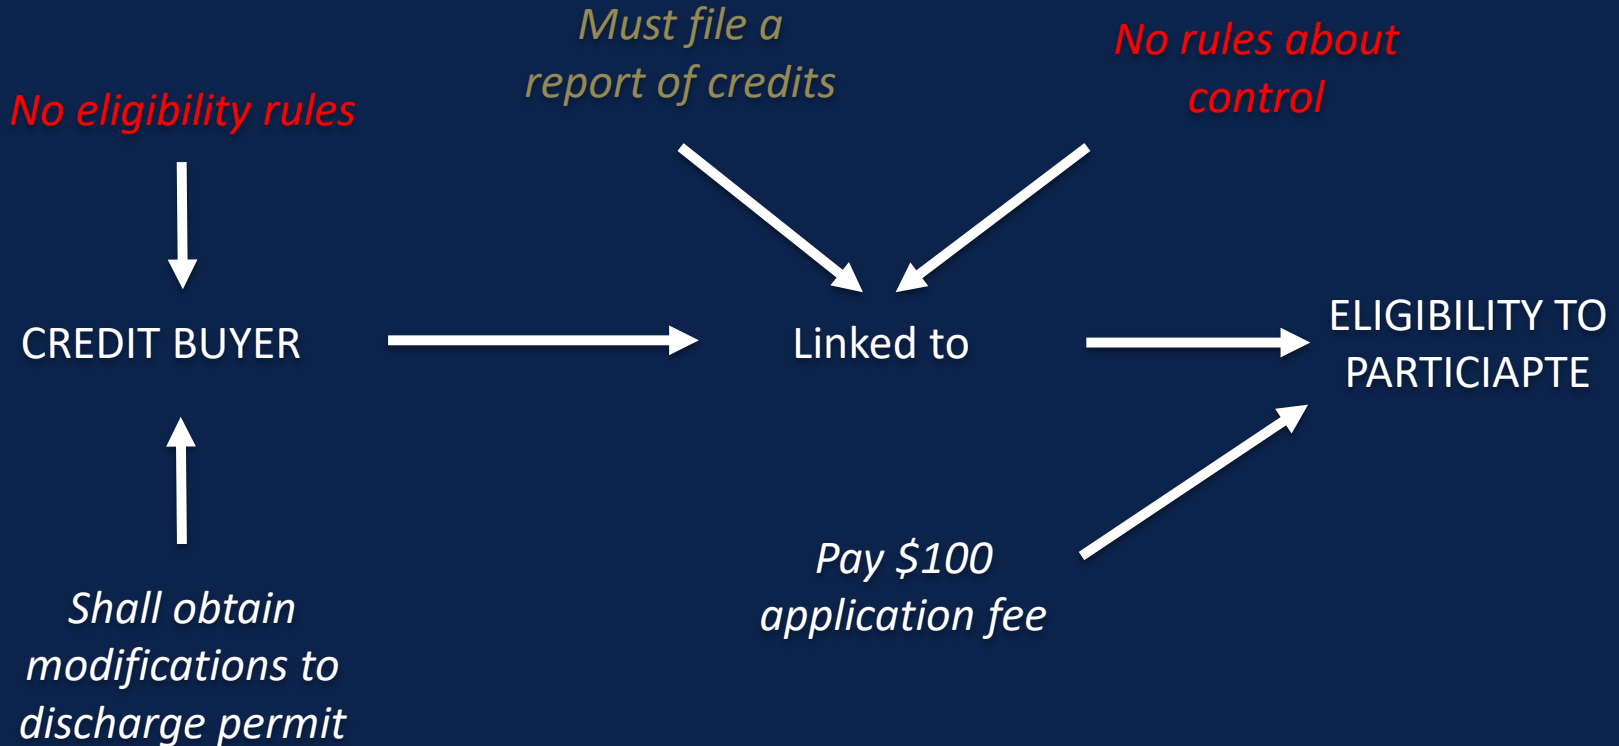 Must file a
report of credits
No rules about
control
No eligibility rules
CREDIT BUYER
Linked to
ELIGIBILITY TO
PARTICIAPTE
Pay $100
application fee
Shall obtain
modifications to
discharge permit